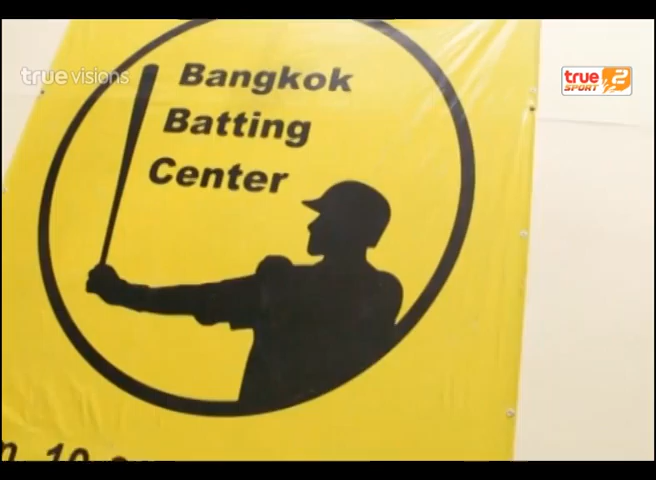 true visions
true 2
SPORT
Bangkok
Batting
Center